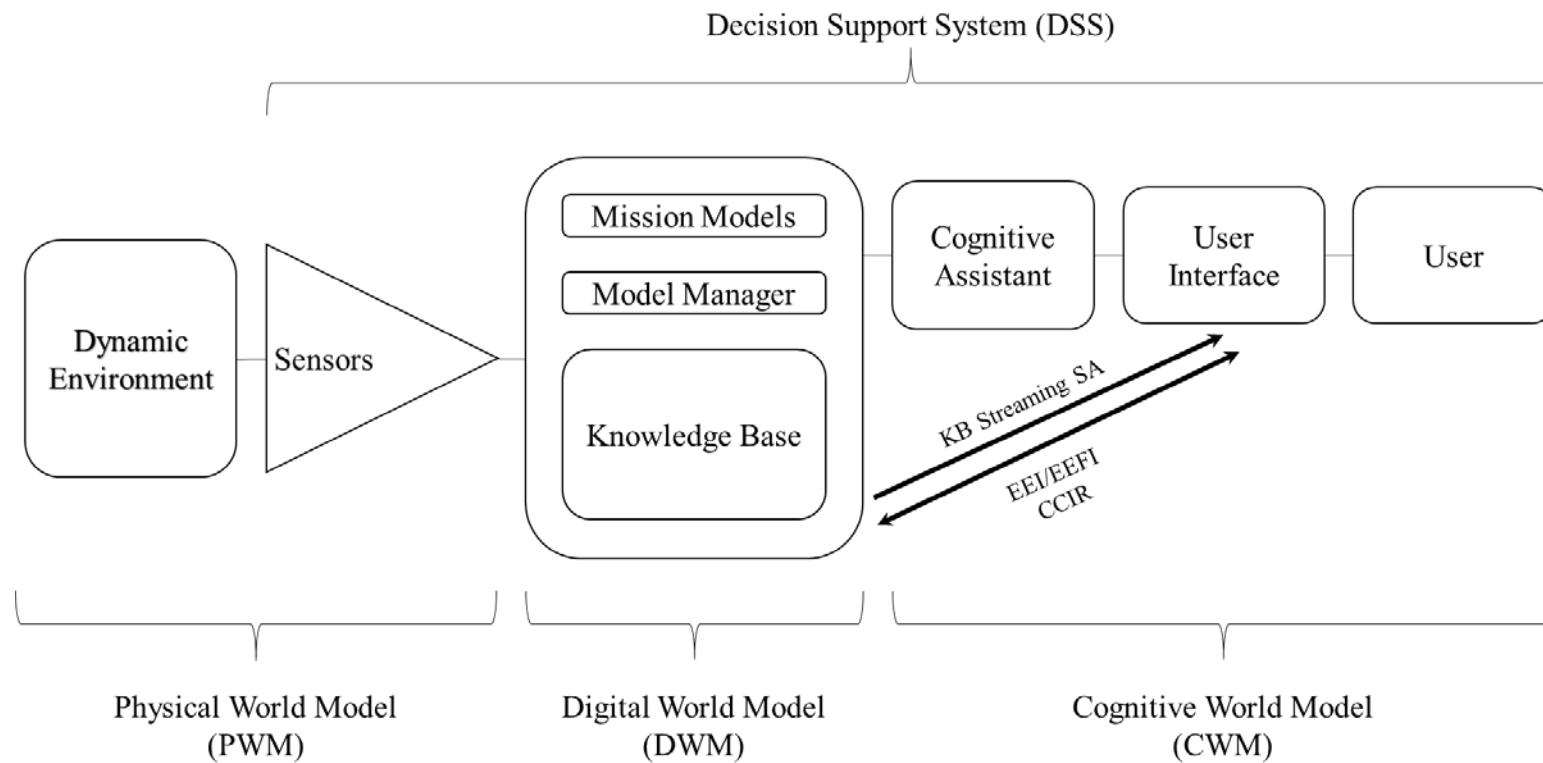 Decision Support System (DSS)
Mission Models
Model Manager
Knowledge Base
Dynamic
Environment
Sensors
Cognitive
Assistant
User
Interface
User
KB Streaming SA
EEI/EEFI
CCIR
Physical World Model
(PWM)
Digital World Model
(DWM)
Cognitive World Model
(CWM)